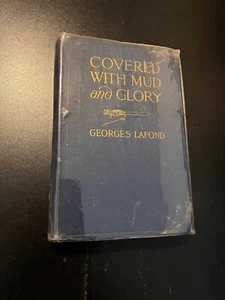 COVERED
WITH MUD
and GLORY
GEORGES LAFOND